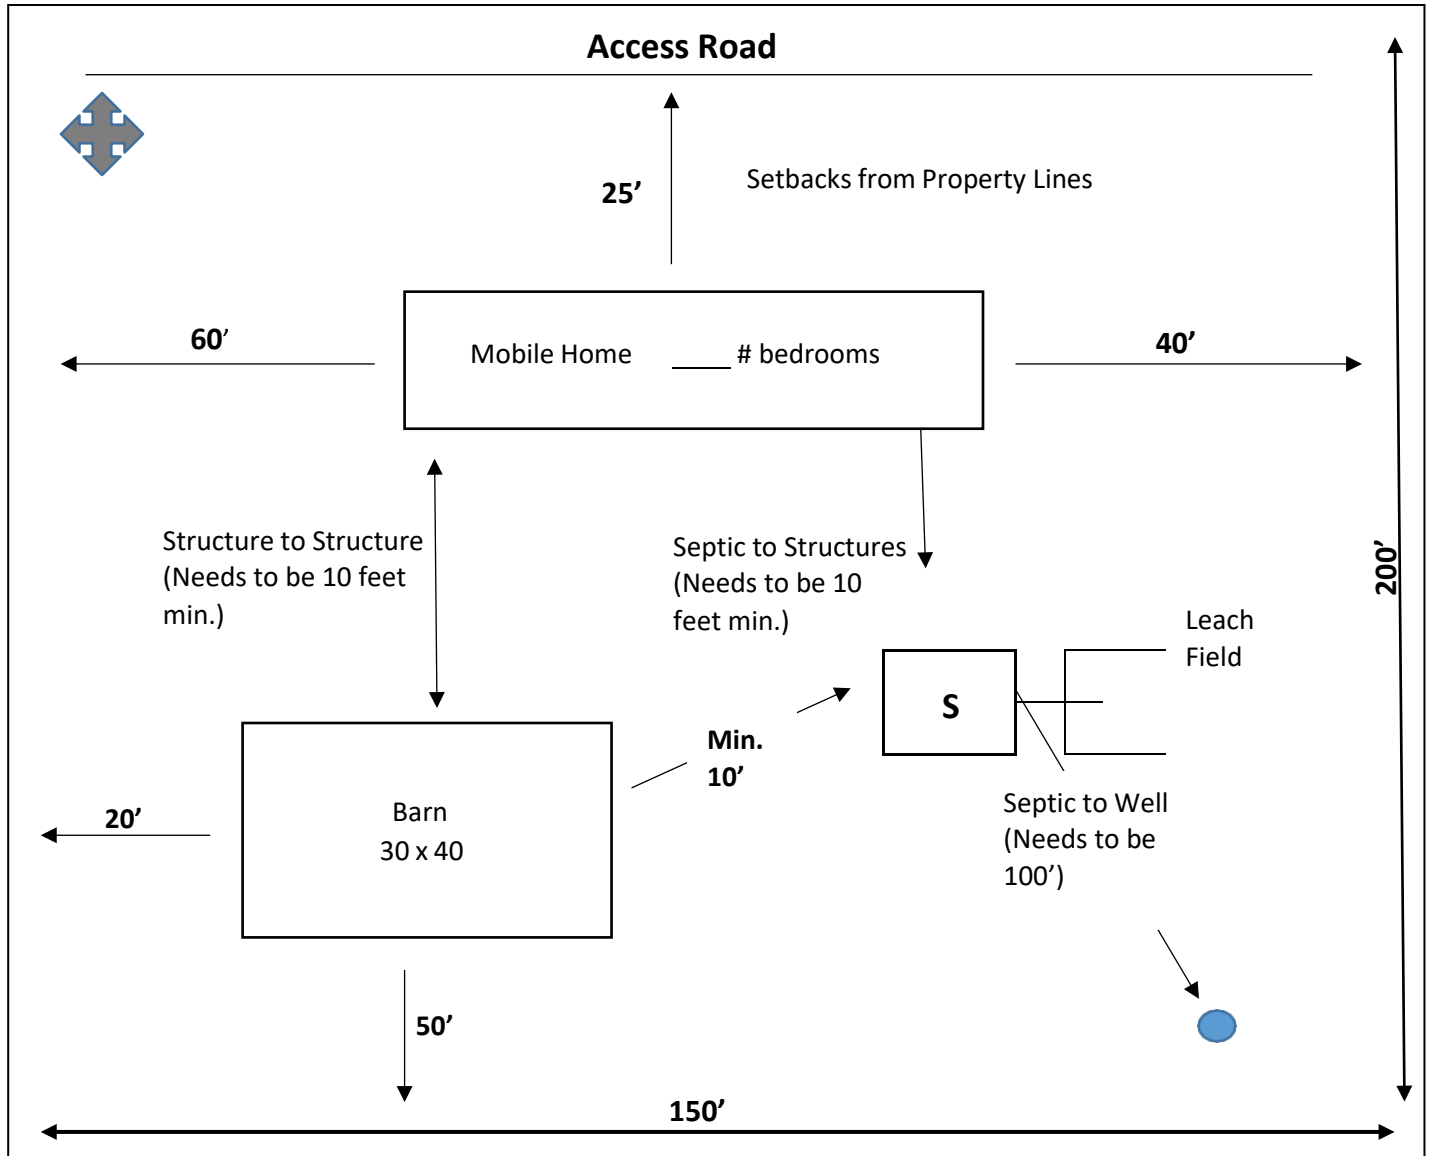 Access Road
25’
Setbacks from Property Lines
60’
Mobile Home ____ # bedrooms
40’
Structure to Structure
(Needs to be 10 feet
min.)
Septic to Structures
(Needs to be 10
feet min.)
200’
Leach
Field
S
Min.
10’
Barn
30 x 40
20’
Septic to Well
(Needs to be
100’)
50’
150’